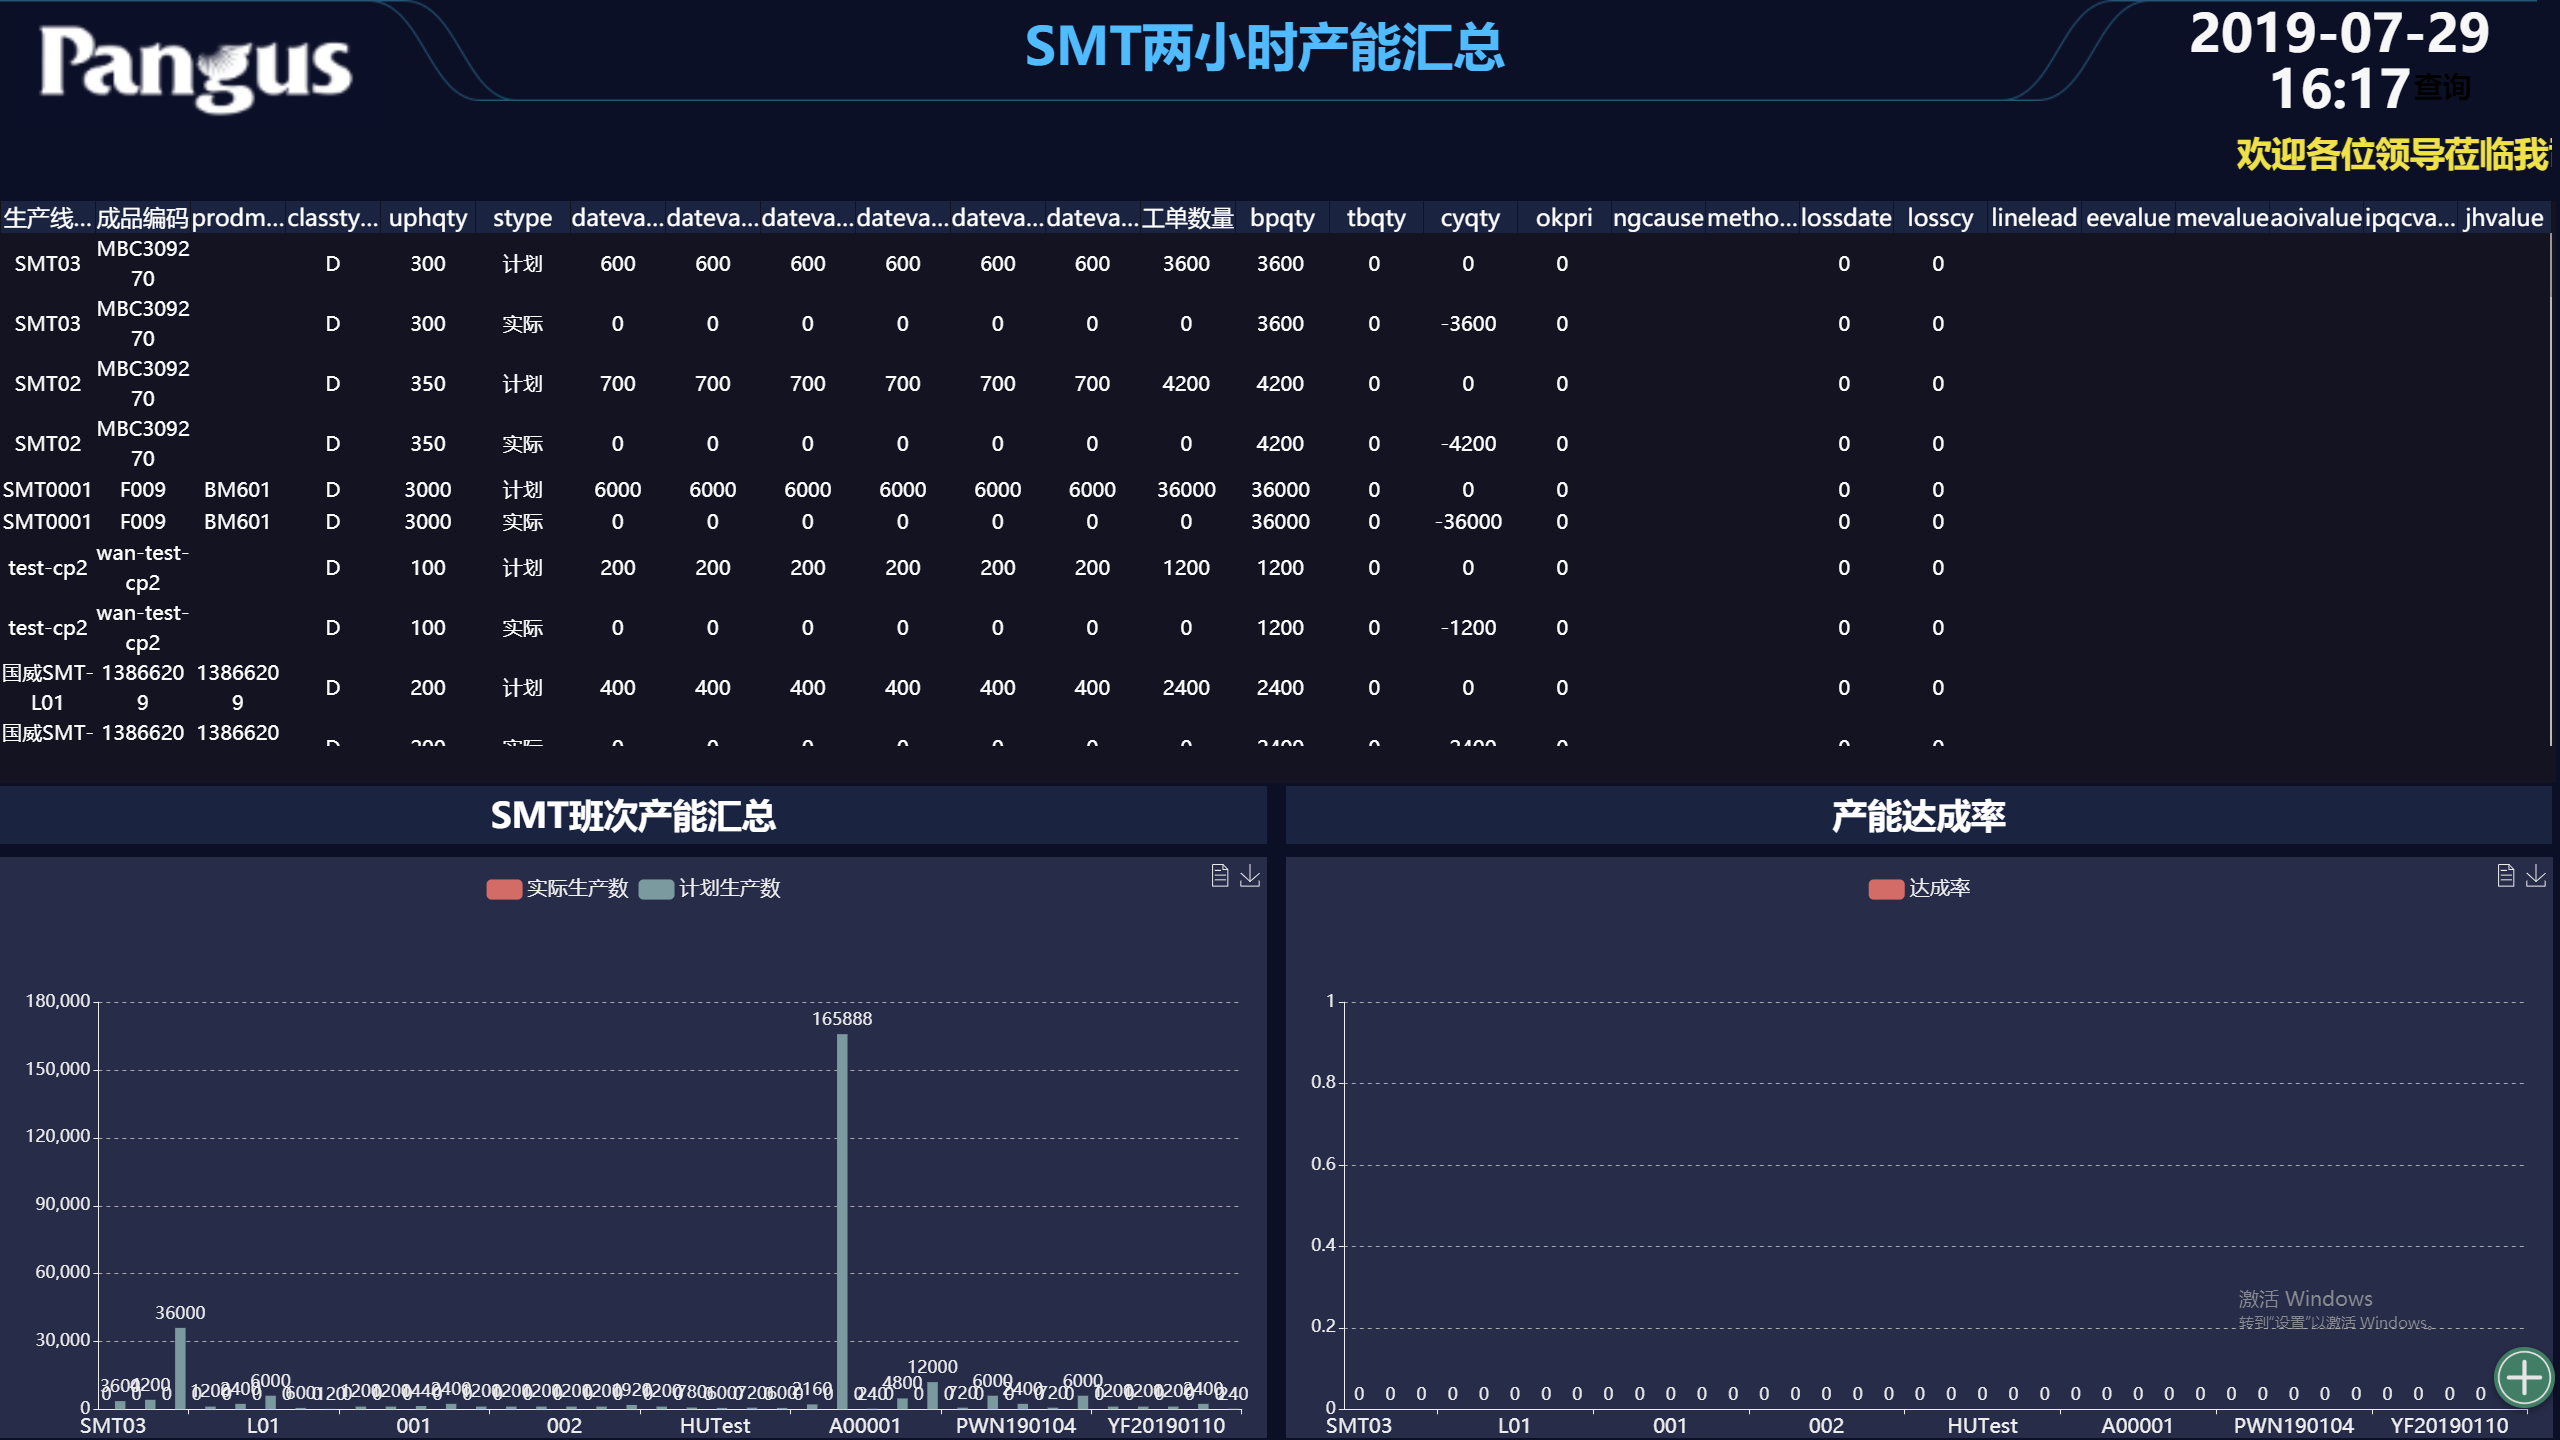 Pangus
SMT两小时产能汇总
2019-07-29
16:17 查询
欢迎各位领导莅临我
生产线... 成品编码 prodm... classty... uphqty stype dateva... dateva... dateva... dateva... dateva... dateva... 工单数量 bpqty tbqty cyqty okpri ngcause metho... lossdate losscy linelead eevalue mevalue aoivalue ipqcva... jhvalue
SMT03 MBC309270 D 300 计划 600 600 600 600 600 600 3600 3600 0 0 0 0 0
SMT03 MBC309270 D 300 实际 0 0 0 0 0 0 0 3600 0 -3600 0 0 0
SMT02 MBC309270 D 350 计划 700 700 700 700 700 700 4200 4200 0 0 0 0 0
SMT02 MBC309270 D 350 实际 0 0 0 0 0 0 0 4200 0 -4200 0 0 0
SMT0001 F009 BM601 D 3000 计划 6000 6000 6000 6000 6000 6000 36000 36000 0 0 0 0 0
SMT0001 F009 BM601 D 3000 实际 0 0 0 0 0 0 0 36000 0 -36000 0 0 0
test-cp2 wan-test-cp2 D 100 计划 200 200 200 200 200 200 1200 1200 0 0 0 0 0
test-cp2 wan-test-cp2 D 100 实际 0 0 0 0 0 0 0 1200 0 -1200 0 0 0
国威SMT-L01 13866209 13866209 D 200 计划 400 400 400 400 400 400 2400 2400 0 0 0 0 0
国威SMT- 1386620 1386620 D 200 实际 0 0 0 0 0 0 0 2400 0 -2400 0 0 0
SMT班次产能汇总
实际生产数 计划生产数
180,000
165888
150,000
120,000
90,000
60,000
36000
30,000
12000
6000 4800 6000 6000
3600 4200
0
SMT03 L01 001 002 HUTest A00001 PWN190104 YF20190110
产能达成率
达成率
1
0.8
0.6
0.4
激活 Windows
转到"设置"以激活 Windows。
0.2
0 0 0 0 0 0 0 0 0 0 0 0 0 0 0 0 0 0 0 0 0 0 0 0 0 0 0 0 0 0 0 0 0 0 0 0 0
0
SMT03 L01 001 002 HUTest A00001 PWN190104 YF20190110